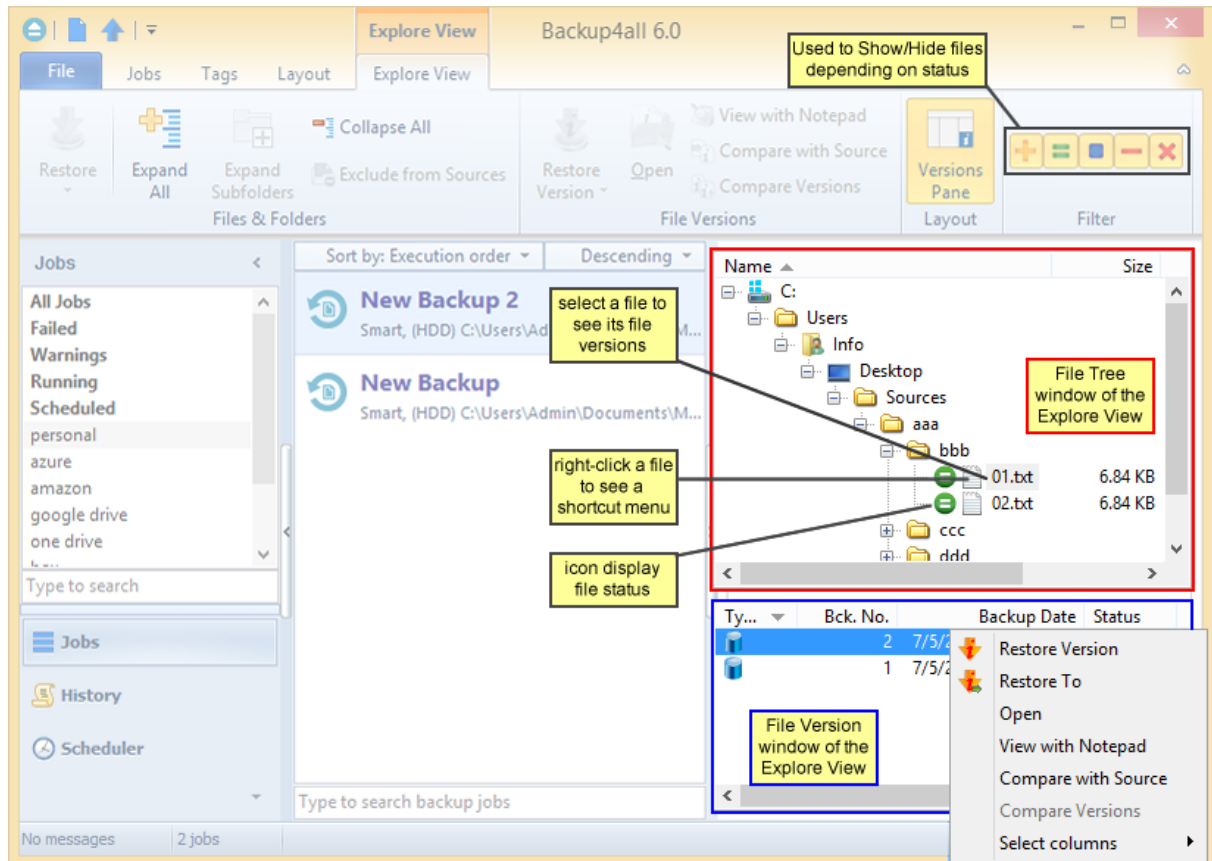 Explore View
Backup4all 6.0
File
Jobs
Tags
Layout
Explore View
Used to Show/Hide files
depending on status
Restore
Expand
All
Expand
Subfolders
Collapse All
Exclude from Sources
Files & Folders
Restore
Version
Open
View with Notepad
Compare with Source
Compare Versions
File Versions
Versions
Pane
Layout
Filter
Jobs
All Jobs
Failed
Warnings
Running
Scheduled
personal
azure
amazon
google drive
one drive
Type to search
Jobs
History
Scheduler
Sort by: Execution order
Descending
New Backup 2
Smart, (HDD) C:\Users\Ad
M...
New Backup
Smart, (HDD) C:\Users\Admin\Documents\M...
select a file to
see its file
versions
right-click a file
to see a
shortcut menu
icon display
file status
Type to search backup jobs
Name
Size
C:
Users
Info
Desktop
Sources
aaa
bbb
01.txt 6.84 KB
02.txt 6.84 KB
ccc
ddd
File Tree
window of the
Explore View
Ty... Bck. No. Backup Date Status
2 7/5/2
1 7/5/2
File Version
window of the
Explore View
Restore Version
Restore To
Open
View with Notepad
Compare with Source
Compare Versions
Select columns
No messages
2 jobs